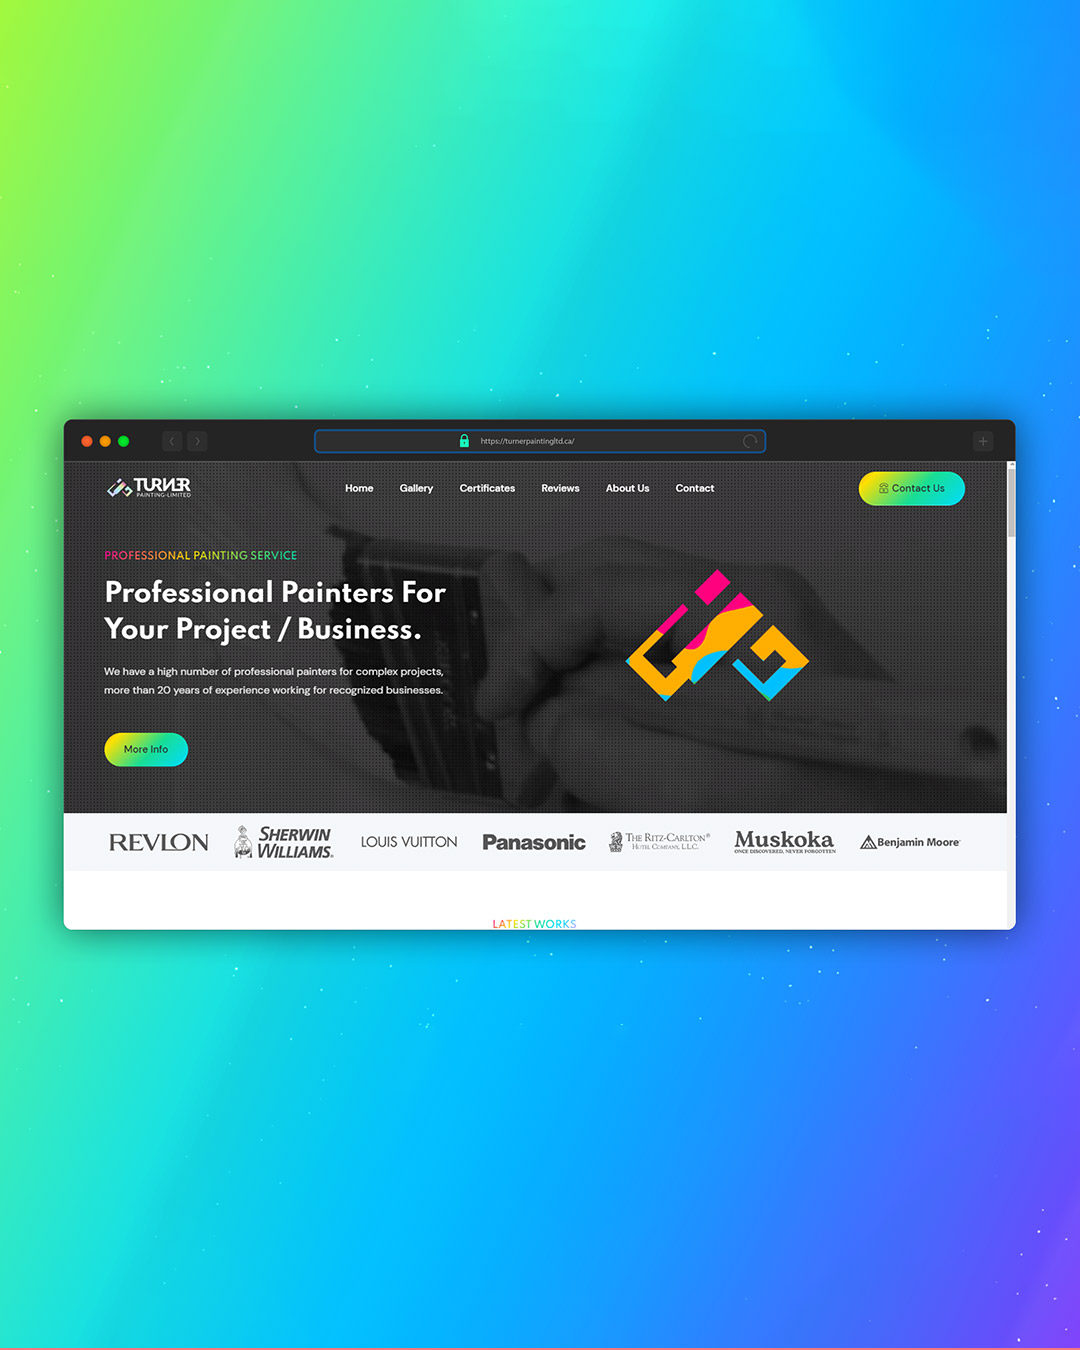 https://turnerpaintingltd.ca/
TURNER
PAINTING-LIMITED
Home
Gallery
Certificates
Reviews
About Us
Contact
Contact Us
PROFESSIONAL PAINTING SERVICE
Professional Painters For
Your Project / Business.
We have a high number of professional painters for complex projects,
more than 20 years of experience working for recognized businesses.
More Info
REVLON
SHERWIN
WILLIAMS.
LOUIS VUITTON
Panasonic
THE RITZ-CARLTON®
HOTEL COMPANY, L.L.C.
Muskoka
ONCE DISCOVERED, NEVER FORGOTTEN
Benjamin Moore
LATEST WORKS